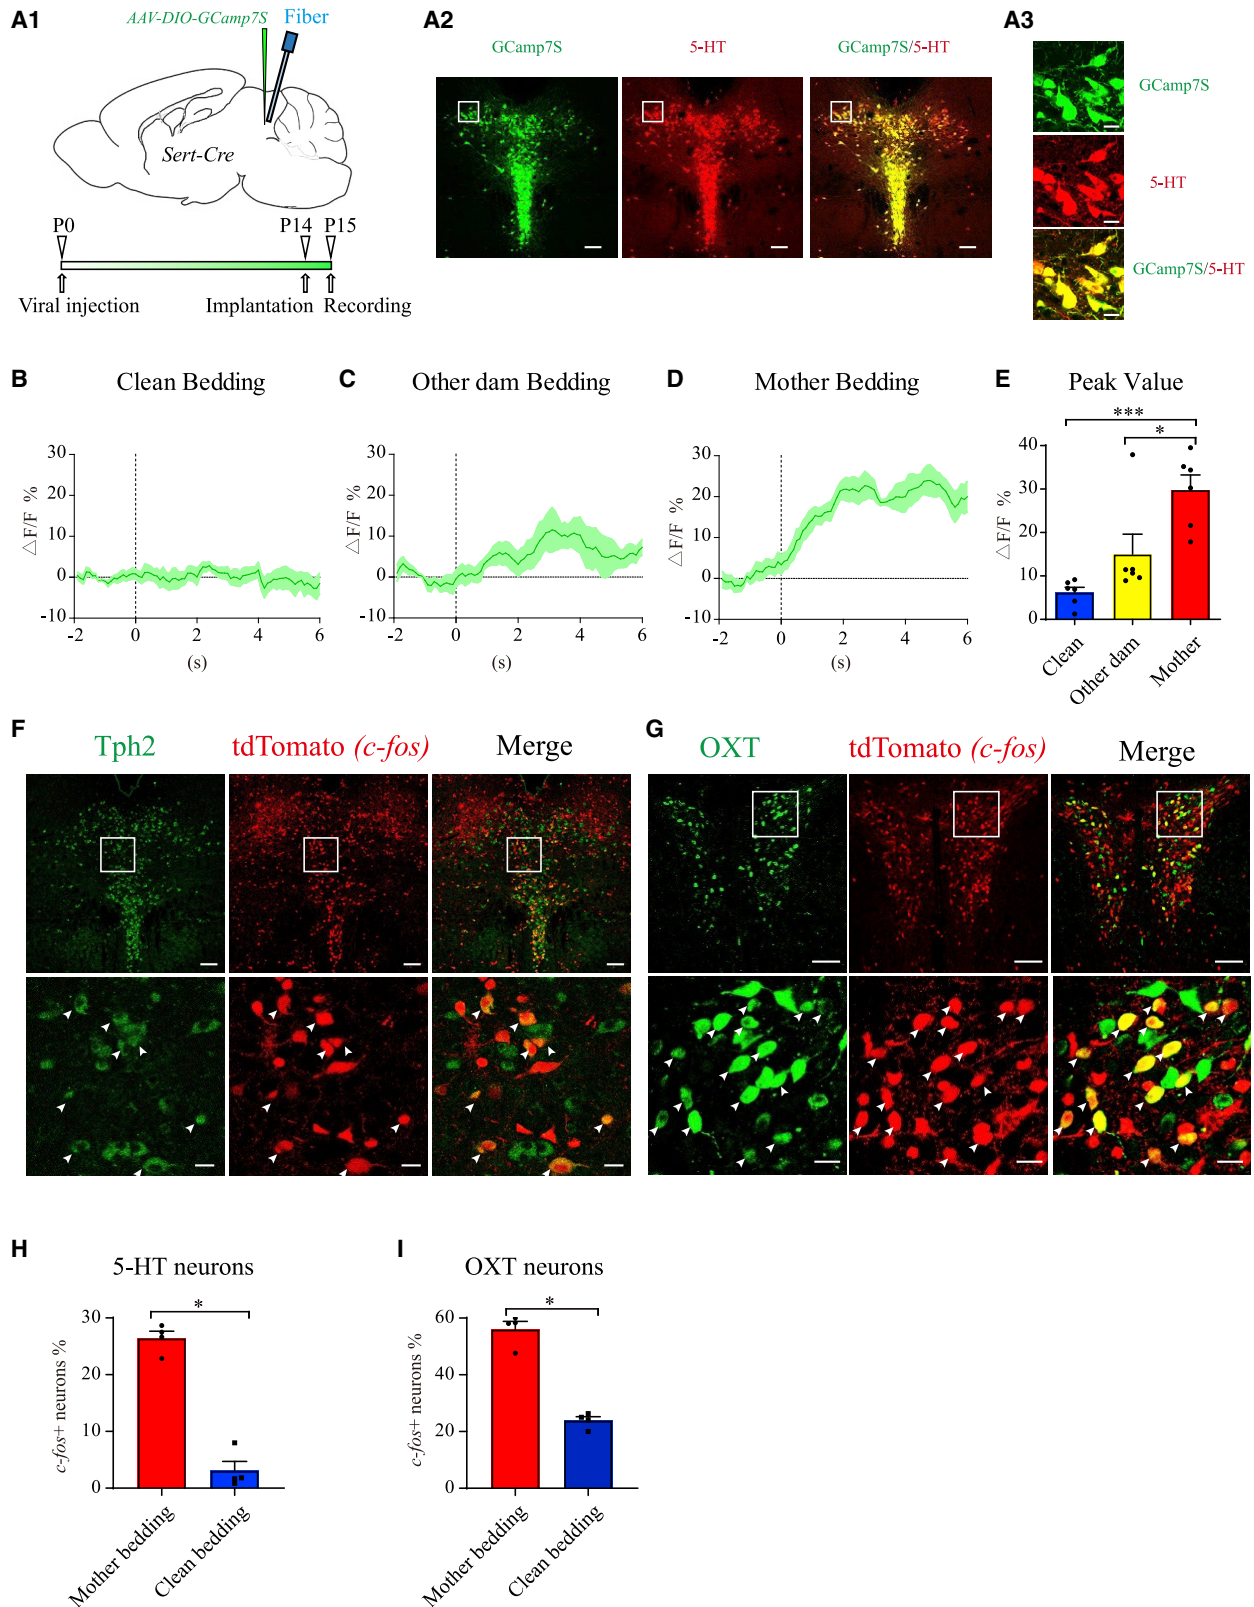 A1
AAV-DIO-GCamp7S
Fiber
Sert-Cre
P0
P14
P15
Viral injection
Implantation
Recording
A2
GCamp7S
5-HT
GCamp7S/5-HT
A3
GCamp7S
5-HT
GCamp7S/5-HT
B
Clean Bedding
△F/F %
30
20
10
0
-10
-2
0
2
4
6
(s)
C
Other dam Bedding
△F/F %
30
20
10
0
-10
-2
0
2
4
6
(s)
D
Mother Bedding
△F/F %
30
20
10
0
-10
-2
0
2
4
6
(s)
E
Peak Value
***
*
△F/F %
40
30
20
10
0
Clean
Other dam
Mother
F
Tph2
tdTomato (c-fos)
Merge
G
OXT
tdTomato (c-fos)
Merge
H
5-HT neurons
*
c-fos+ neurons %
30
20
10
0
Mother bedding
Clean bedding
I
OXT neurons
*
c-fos+ neurons %
60
40
20
0
Mother bedding
Clean bedding